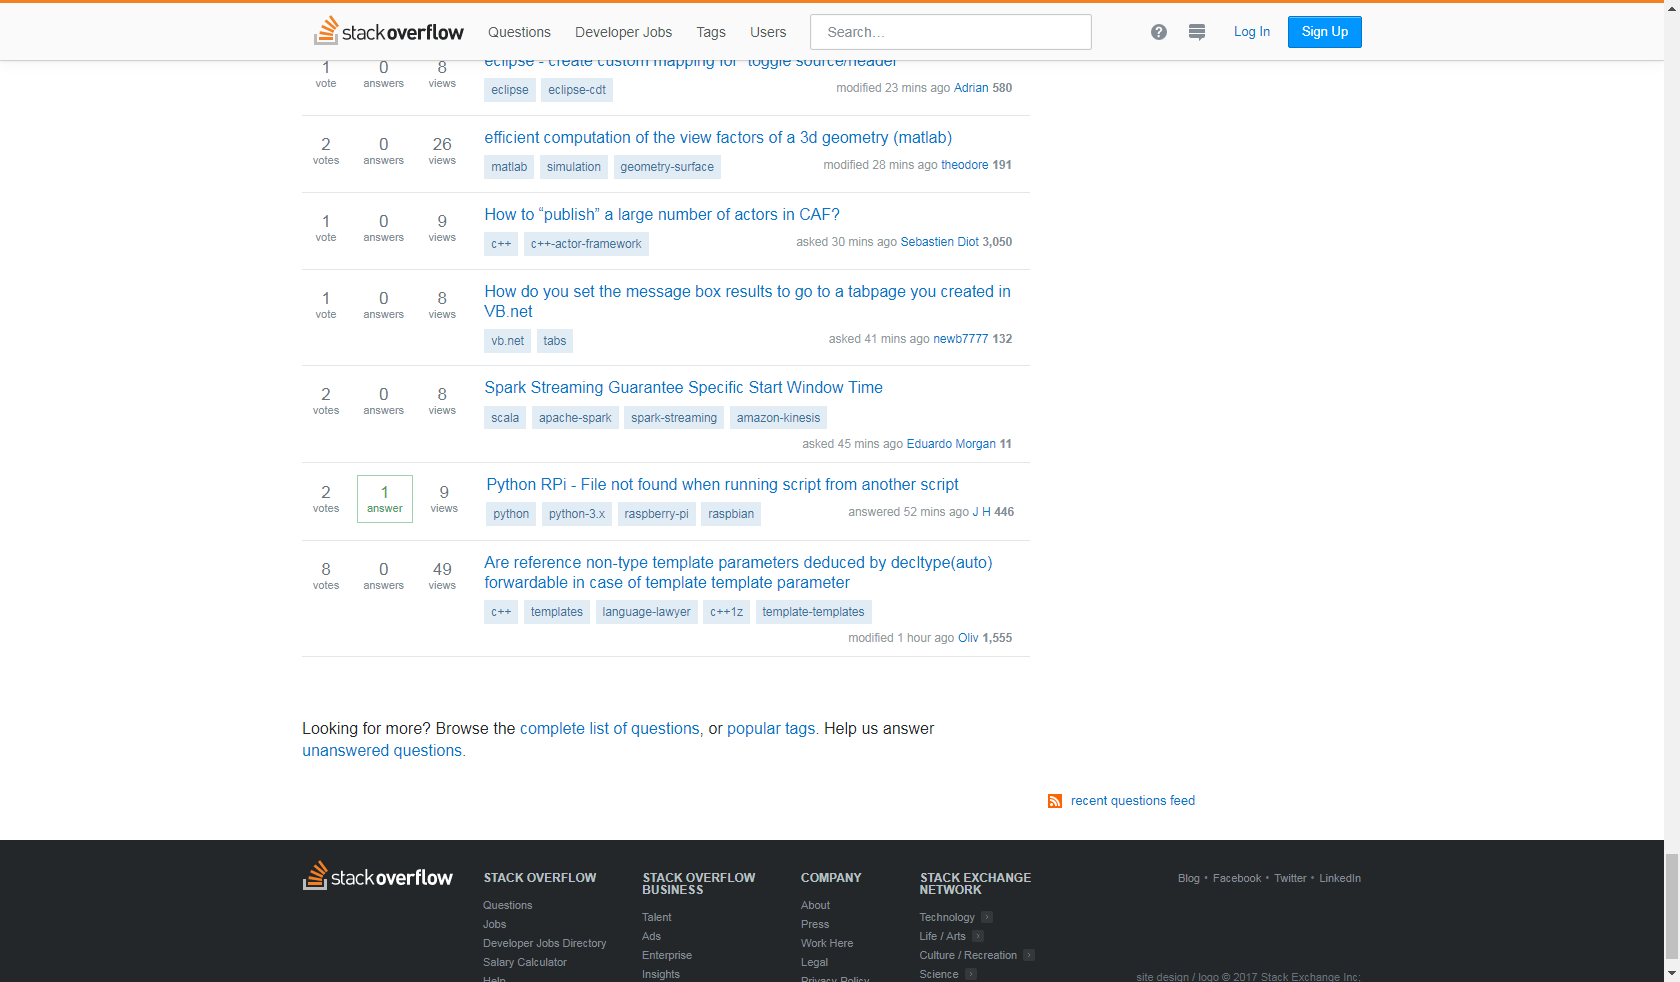 stackoverflow Questions Developer Jobs Tags Users Search... Log In Sign Up
eclipse - create custom mapping for "toggle source/header"
1 0 8
vote answers views
eclipse eclipse-cdt modified 23 mins ago Adrian 580
efficient computation of the view factors of a 3d geometry (matlab)
2 0 26
votes answers views
matlab simulation geometry-surface modified 28 mins ago theodore 191
How to “publish” a large number of actors in CAF?
1 0 9
vote answers views
c++ c++-actor-framework asked 30 mins ago Sebastien Diot 3,050
How do you set the message box results to go to a tabpage you created in
VB.net
1 0 8
vote answers views
vb.net tabs asked 41 mins ago newb7777 132
Spark Streaming Guarantee Specific Start Window Time
2 0 8
votes answers views
scala apache-spark spark-streaming amazon-kinesis
asked 45 mins ago Eduardo Morgan 11
Python RPi - File not found when running script from another script
2 1 9
votes answer views
python python-3.x raspberry-pi raspbian answered 52 mins ago J H 446
Are reference non-type template parameters deduced by decltype(auto)
forwardable in case of template template parameter
8 0 49
votes answers views
c++ templates language-lawyer c++1z template-templates
modified 1 hour ago Oliv 1,555
Looking for more? Browse the complete list of questions, or popular tags. Help us answer
unanswered questions.
recent questions feed
stackoverflow
STACK OVERFLOW
Questions
Jobs
Developer Jobs Directory
Salary Calculator
Help
STACK OVERFLOW
BUSINESS
Talent
Ads
Enterprise
Insights
COMPANY
About
Press
Work Here
Legal
Privacy Policy
STACK EXCHANGE
NETWORK
Technology
Life / Arts
Culture / Recreation
Science
Blog • Facebook • Twitter • LinkedIn
site design / logo © 2017 Stack Exchange Inc;